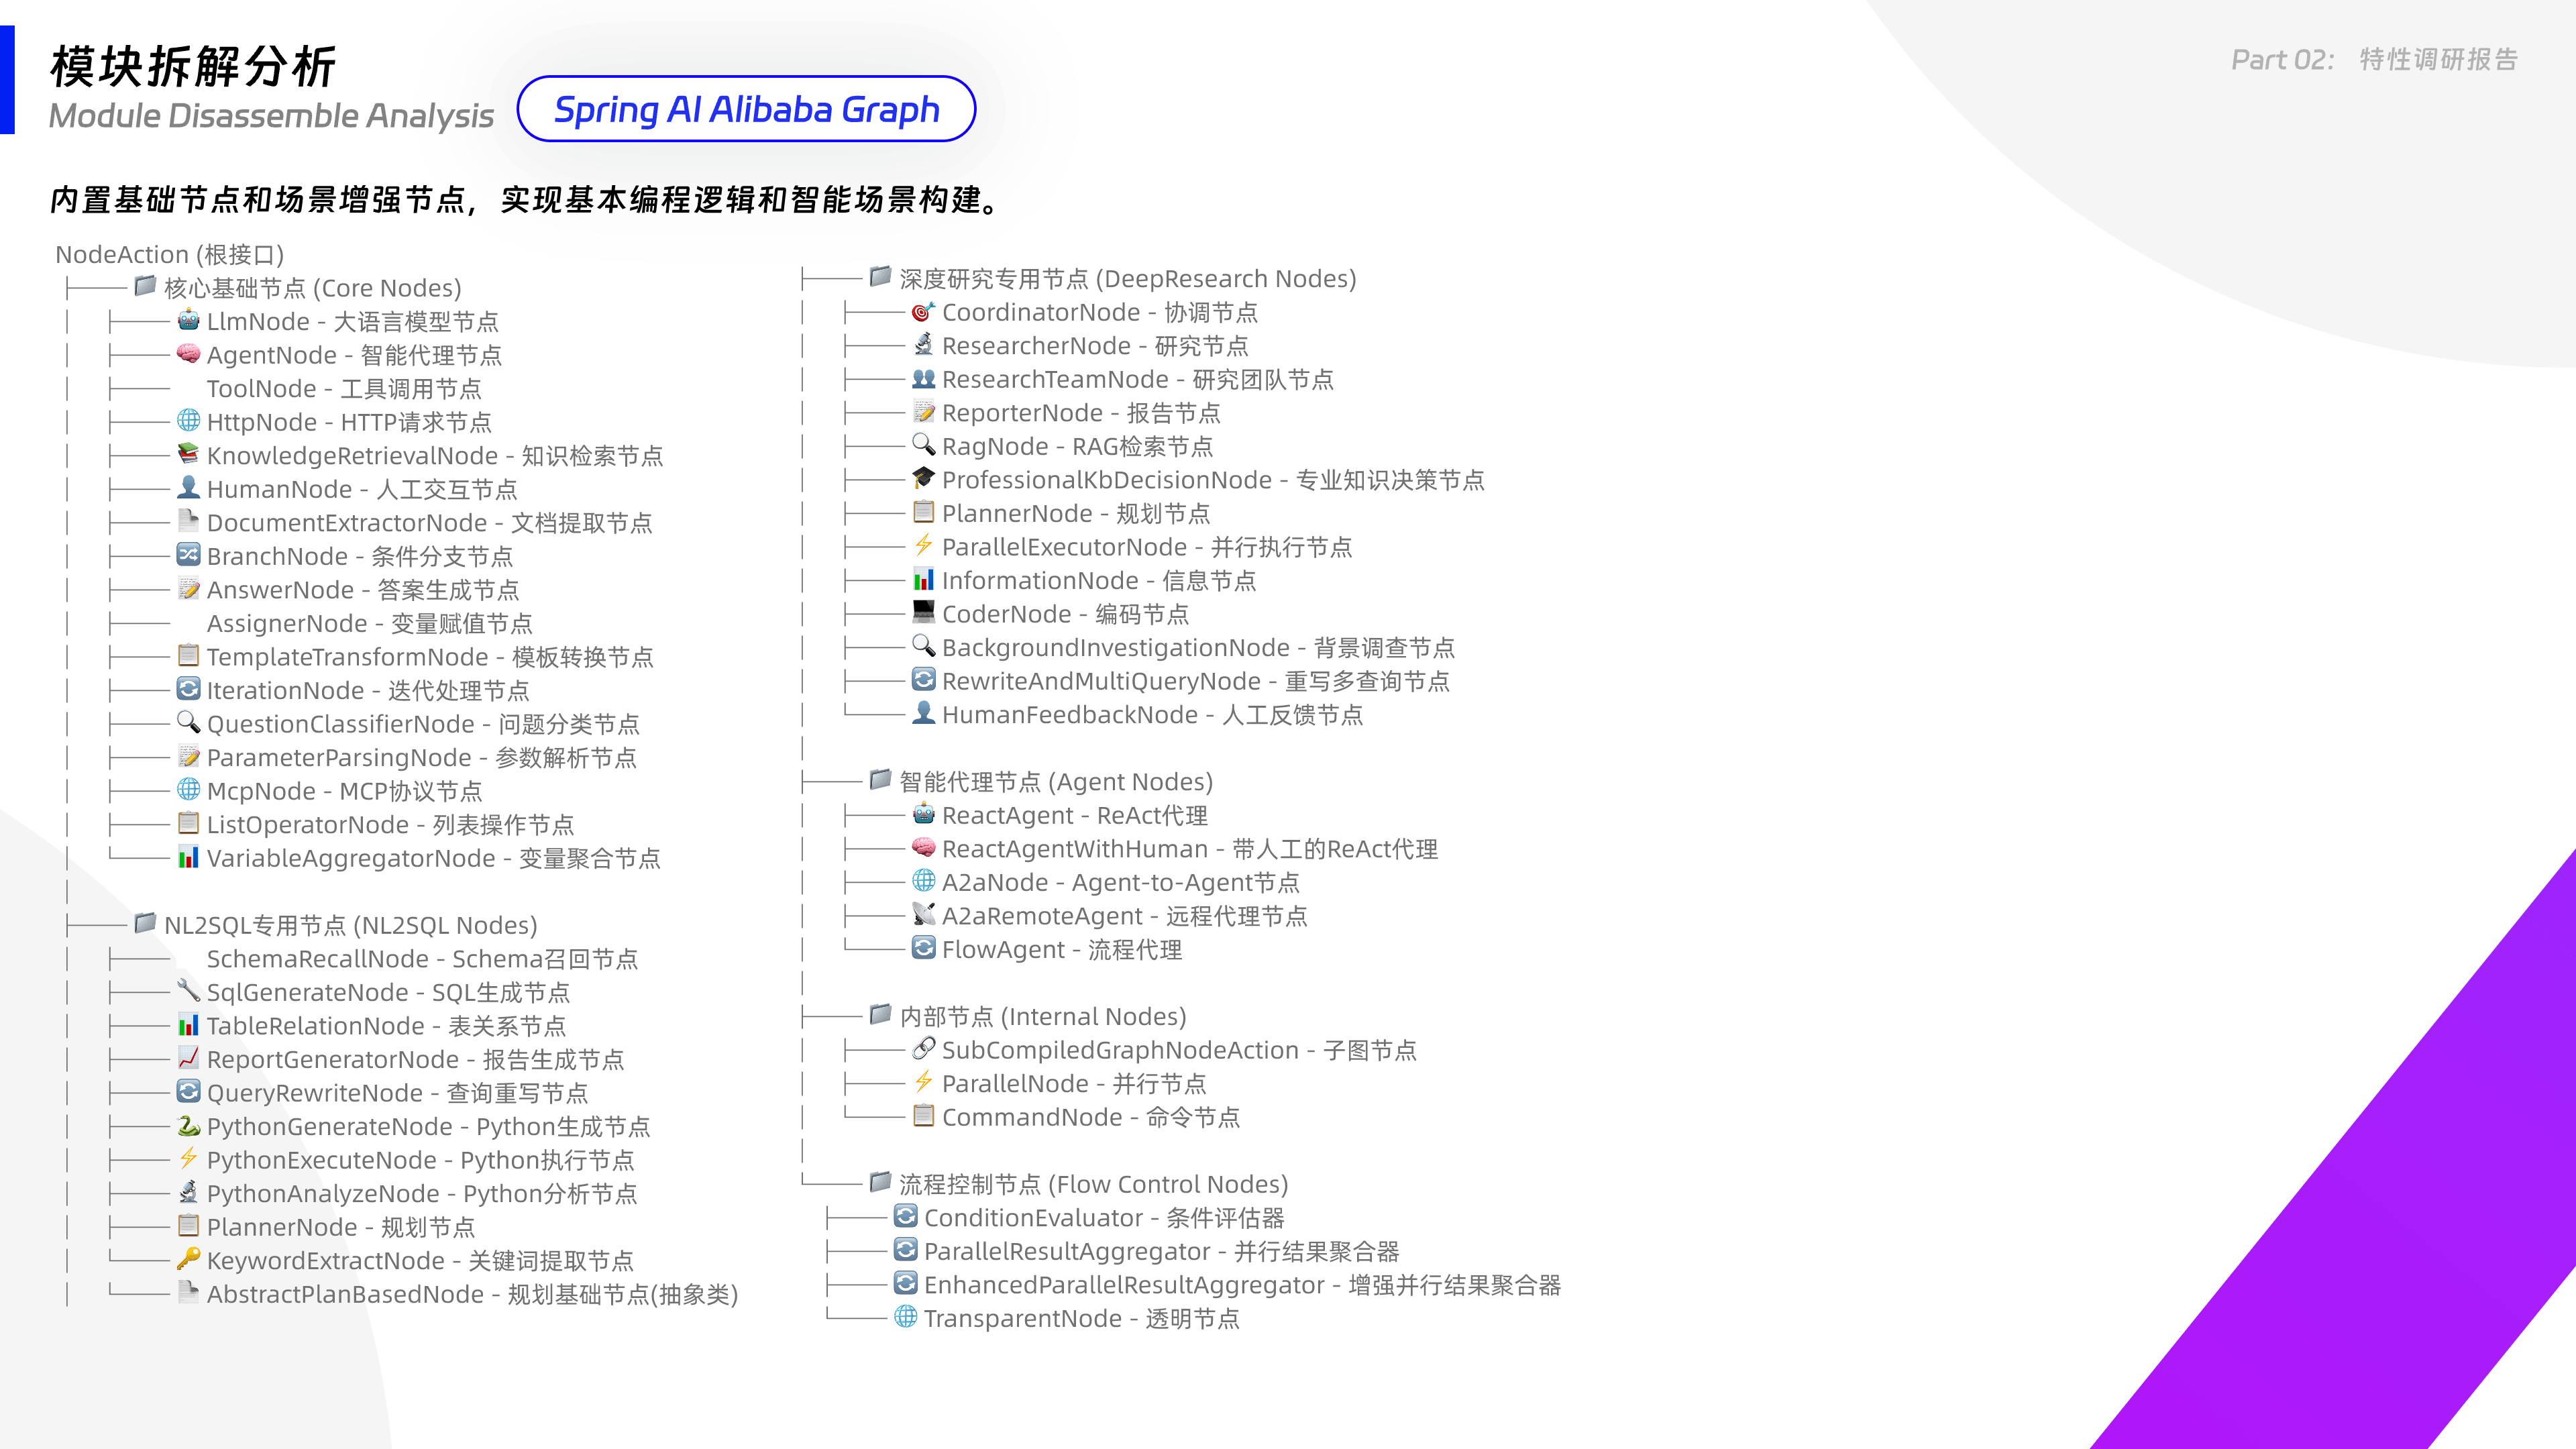 模块拆解分析
Module Disassemble Analysis
Spring AI Alibaba Graph
Part 02: 特性调研报告
内置基础节点和场景增强节点，实现基本编程逻辑和智能场景构建。
NodeAction (根接口)
核心基础节点 (Core Nodes)
LlmNode - 大语言模型节点
AgentNode - 智能代理节点
ToolNode - 工具调用节点
HttpNode - HTTP请求节点
KnowledgeRetrievalNode - 知识检索节点
HumanNode - 人工交互节点
DocumentExtractorNode - 文档提取节点
BranchNode - 条件分支节点
AnswerNode - 答案生成节点
AssignerNode - 变量赋值节点
TemplateTransformNode - 模板转换节点
IterationNode - 迭代处理节点
QuestionClassifierNode - 问题分类节点
ParameterParsingNode - 参数解析节点
McpNode - MCP协议节点
ListOperatorNode - 列表操作节点
VariableAggregatorNode - 变量聚合节点
NL2SQL专用节点 (NL2SQL Nodes)
SchemaRecallNode - Schema召回节点
SqlGenerateNode - SQL生成节点
TableRelationNode - 表关系节点
ReportGeneratorNode - 报告生成节点
QueryRewriteNode - 查询重写节点
PythonGenerateNode - Python生成节点
PythonExecuteNode - Python执行节点
PythonAnalyzeNode - Python分析节点
PlannerNode - 规划节点
KeywordExtractNode - 关键词提取节点
AbstractPlanBasedNode - 规划基础节点(抽象类)
深度研究专用节点 (DeepResearch Nodes)
CoordinatorNode - 协调节点
ResearcherNode - 研究节点
ResearchTeamNode - 研究团队节点
ReporterNode - 报告节点
RagNode - RAG检索节点
ProfessionalKbDecisionNode - 专业知识决策节点
PlannerNode - 规划节点
ParallelExecutorNode - 并行执行节点
InformationNode - 信息节点
CoderNode - 编码节点
BackgroundInvestigationNode - 背景调查节点
RewriteAndMultiQueryNode - 重写多查询节点
HumanFeedbackNode - 人工反馈节点
智能代理节点 (Agent Nodes)
ReactAgent - ReAct代理
ReactAgentWithHuman - 带人工的ReAct代理
A2aNode - Agent-to-Agent节点
A2aRemoteAgent - 远程代理节点
FlowAgent - 流程代理
内部节点 (Internal Nodes)
SubCompiledGraphNodeAction - 子图节点
ParallelNode - 并行节点
CommandNode - 命令节点
流程控制节点 (Flow Control Nodes)
ConditionEvaluator - 条件评估器
ParallelResultAggregator - 并行结果聚合器
EnhancedParallelResultAggregator - 增强并行结果聚合器
TransparentNode - 透明节点